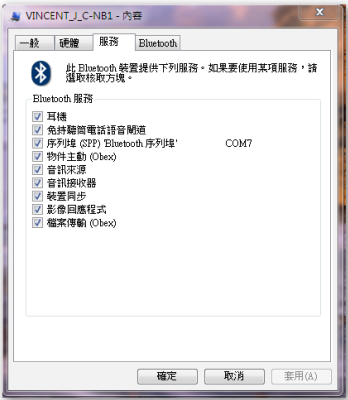 VINCENT_J_C-NB1 - 內容
一般 硬體 服務 Bluetooth
此 Bluetooth 裝置提供下列服務。如果要使用某項服務，請
選取核取方塊。
Bluetooth 服務
耳機
免持聽筒電話語音閘道
序列埠 (SPP) 'Bluetooth 序列埠' COM7
物件主動 (Obex)
音訊來源
音訊接收器
裝置同步
影像回應程式
檔案傳輸 (Obex)
確定 取消 套用(A)